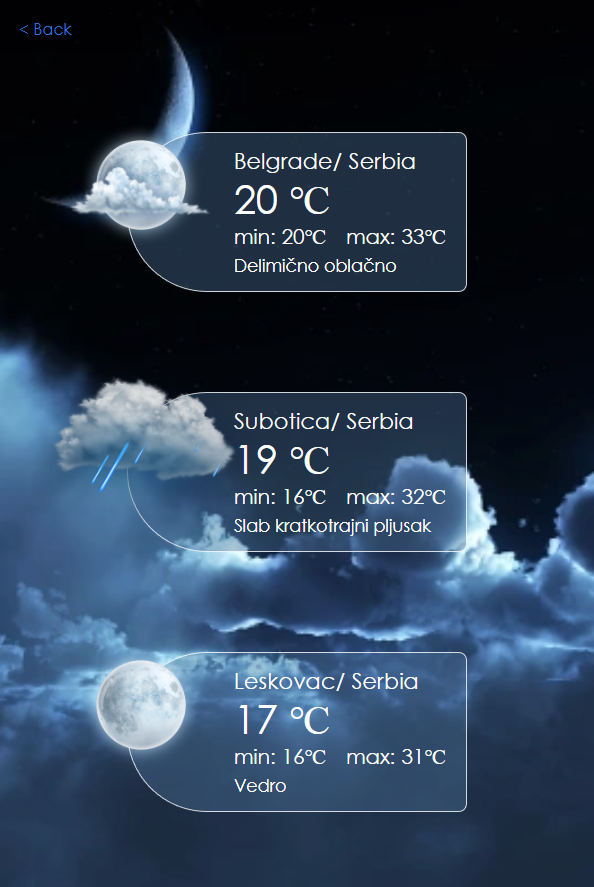 < Back
Belgrade/ Serbia
20 °C
min: 20°C max: 33°C
Delimično oblačno
Subotica/ Serbia
19 °C
min: 16°C max: 32°C
Slab kratkotrajni pljusak
Leskovac/ Serbia
17 °C
min: 16°C max: 31°C
Vedro